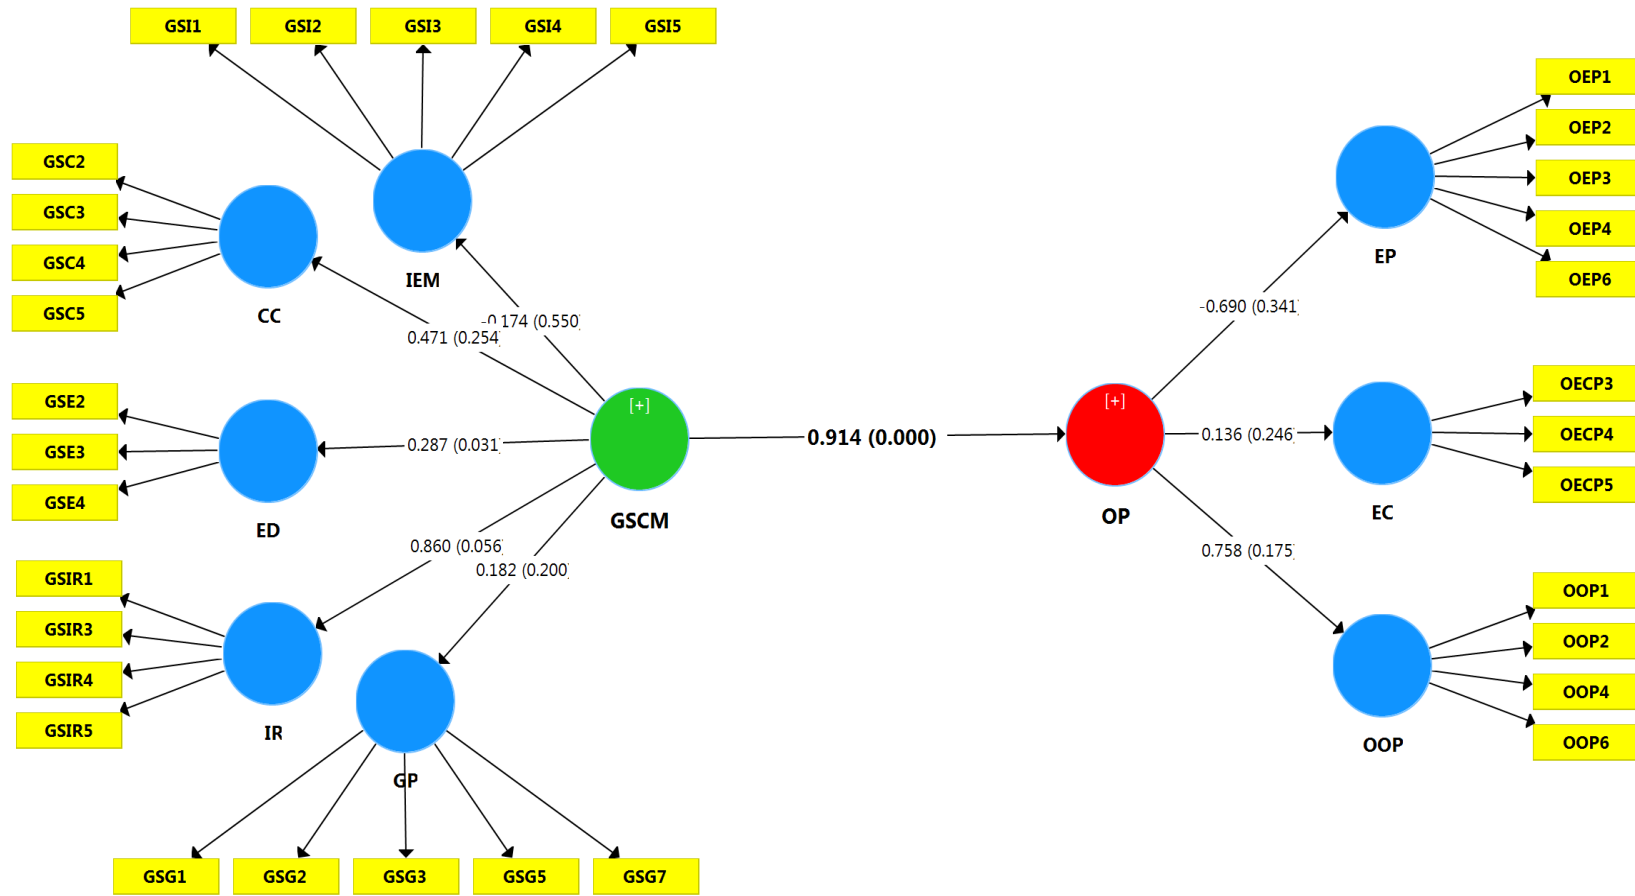 GSI1 GSI2 GSI3 GSI4 GSI5
GSC2
GSC3
GSC4
GSC5
CC
IEM
-0.174 (0.550)
0.471 (0.254)
GSE2
GSE3
GSE4
ED
0.287 (0.031)
[+]
GSCM
0.914 (0.000)
[+]
OP
GSIR1
GSIR3
GSIR4
GSIR5
IR
0.860 (0.056)
0.182 (0.200)
GP
GSG1 GSG2 GSG3 GSG5 GSG7
OEP1
OEP2
OEP3
OEP4
OEP6
EP
-0.690 (0.341)
OECP3
OECP4
OECP5
EC
0.136 (0.246)
0.758 (0.175)
OOP1
OOP2
OOP4
OOP6
OOP